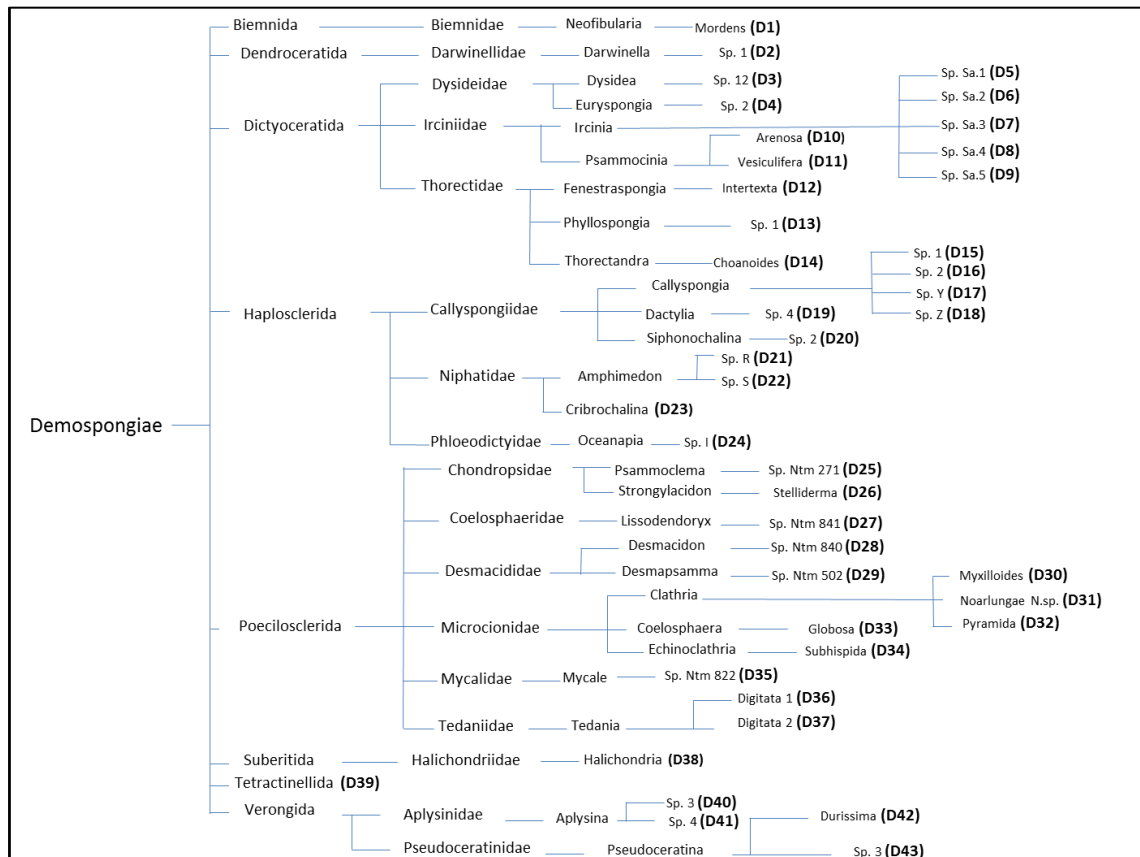 Biemnida Biemnidae Neofibularia Mordens (D1)
Dendroceratida Darwinellidae Darwinella Sp. 1 (D2)
Dysideidae Dysidea Sp. 12 (D3) Sp. Sa.1 (D5)
Euryspongia Sp. 2 (D4) Sp. Sa.2 (D6)
Dictyoceratida Irciniidae Ircinia Sp. Sa.3 (D7)
Arenosa (D10)
Sp. Sa.4 (D8)
Psammocinia Vesiculifera (D11)
Sp. Sa.5 (D9)
Thorectidae Fenestraspongia Intertexta (D12)
Phyllospongia Sp. 1 (D13)
Thorectandra Choanoides (D14) Sp. 1 (D15)
Sp. 2 (D16)
Callyspongia Sp. Y (D17)
Haplosclerida Callyspongiidae Dactylia Sp. 4 (D19) Sp. Z (D18)
Siphonochalina Sp. 2 (D20)
Sp. R (D21)
Niphatidae Amphimedon Sp. S (D22)
Cribrochalina (D23)
Demospongiae
Phloeodictyidae Oceanapia Sp. I (D24)
Chondropsidae Psammoclema Sp. Ntm 271 (D25)
Strongylacidon Stelliderma (D26)
Coelosphaeridae Lissodendoryx Sp. Ntm 841 (D27)
Desmacidon Sp. Ntm 840 (D28)
Desmacididae Desmapsamma Sp. Ntm 502 (D29) Myxilloides (D30)
Clathria Noarlungae N.sp. (D31)
Poecilosclerida Microcionidae Coelosphaera Globosa (D33) Pyramida (D32)
Echinoclathria Subhispida (D34)
Mycalidae Mycale Sp. Ntm 822 (D35)
Digitata 1 (D36)
Tedaniidae Tedania Digitata 2 (D37)
Suberitida Halichondriidae Halichondria (D38)
Tetractinellida (D39)
Verongida Aplysinidae Aplysina Sp. 3 (D40)
Sp. 4 (D41) Durissima (D42)
Pseudoceratinidae Pseudoceratina Sp. 3 (D43)